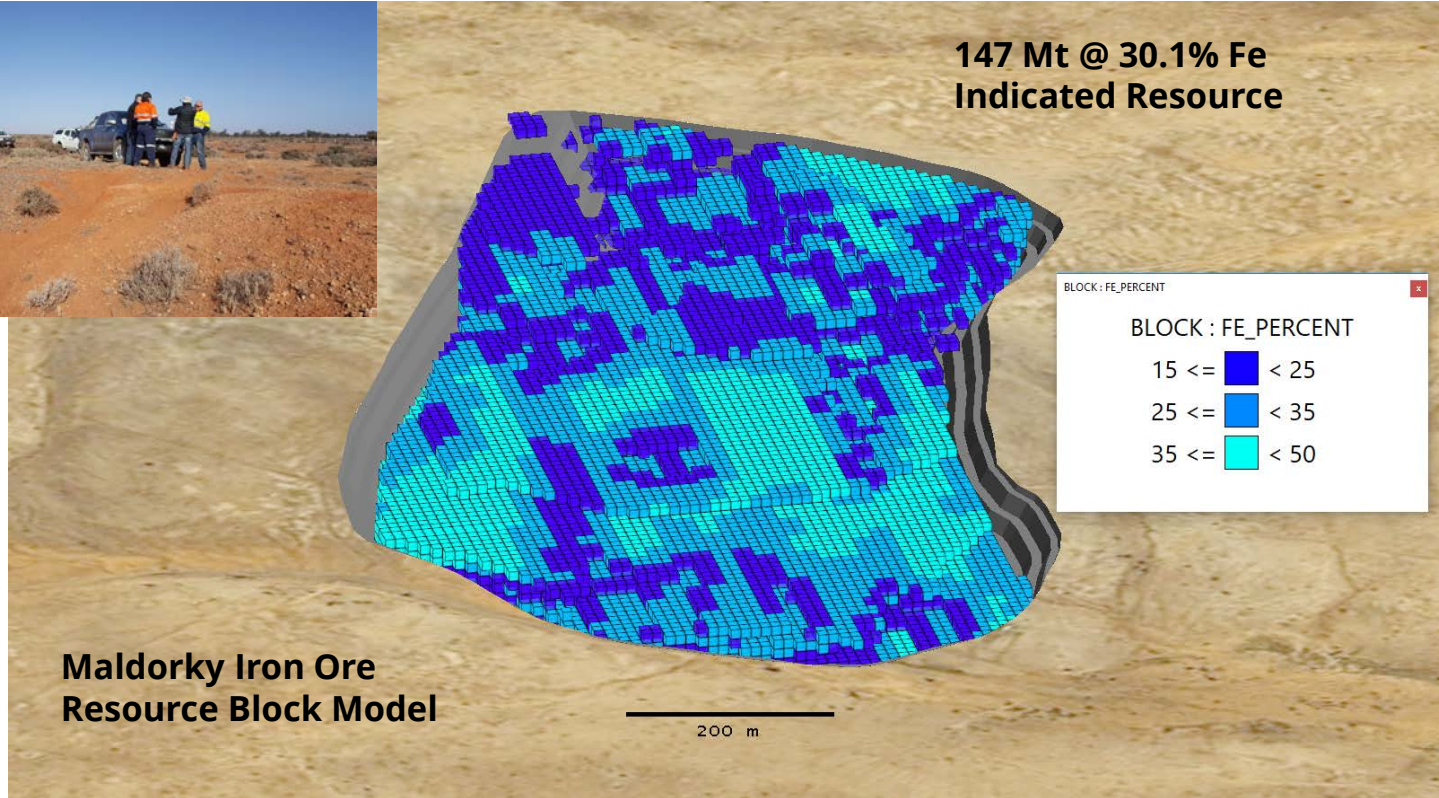 147 Mt @ 30.1% Fe
Indicated Resource
BLOCK : FE_PERCENT
x
BLOCK : FE_PERCENT
15 <= < 25
25 <= < 35
35 <= < 50
Maldorky Iron Ore
Resource Block Model
200 m